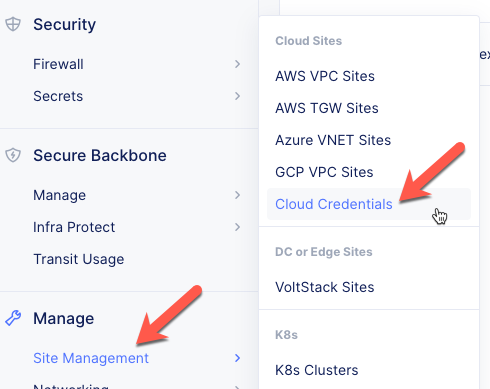 Security
Firewall
Secrets
Secure Backbone
Manage
Infra Protect
Transit Usage
Manage
Site Management
Networking
Cloud Sites
AWS VPC Sites
AWS TGW Sites
Azure VNET Sites
GCP VPC Sites
Cloud Credentials
DC or Edge Sites
VoltStack Sites
K8s
K8s Clusters